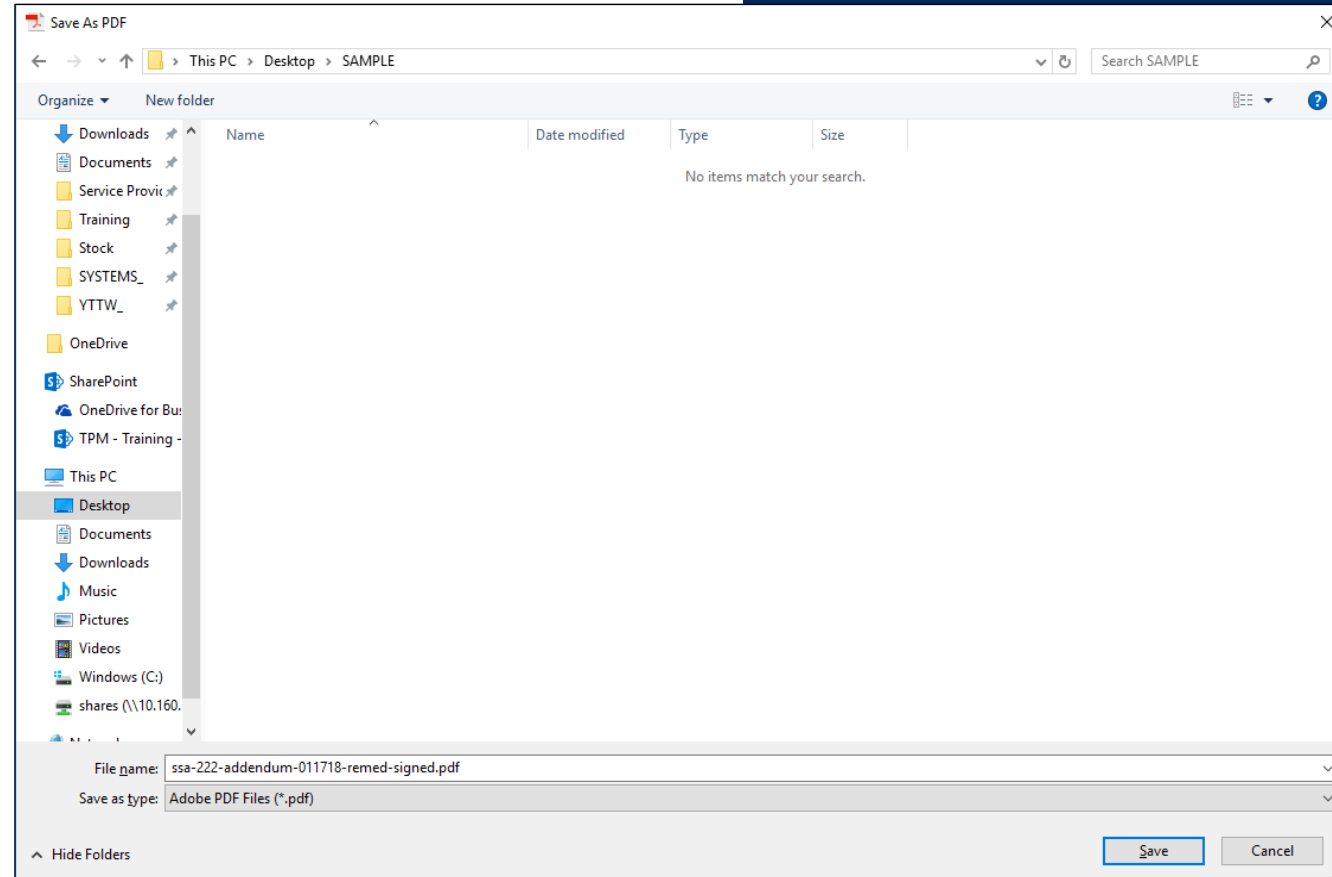 Save As PDF
This PC > Desktop > SAMPLE
Search SAMPLE
Organize
New folder
Name
Date modified
Type
Size
No items match your search.
Downloads
Documents
Service Provic
Training
Stock
SYSTEMS_
YTTW_
OneDrive
SharePoint
OneDrive for Bus
TPM - Training -
This PC
Desktop
Documents
Downloads
Music
Pictures
Videos
Windows (C:)
shares (\\10.160.
File name: ssa-222-addendum-011718-remed-signed.pdf
Save as type: Adobe PDF Files (*.pdf)
Hide Folders
Save
Cancel